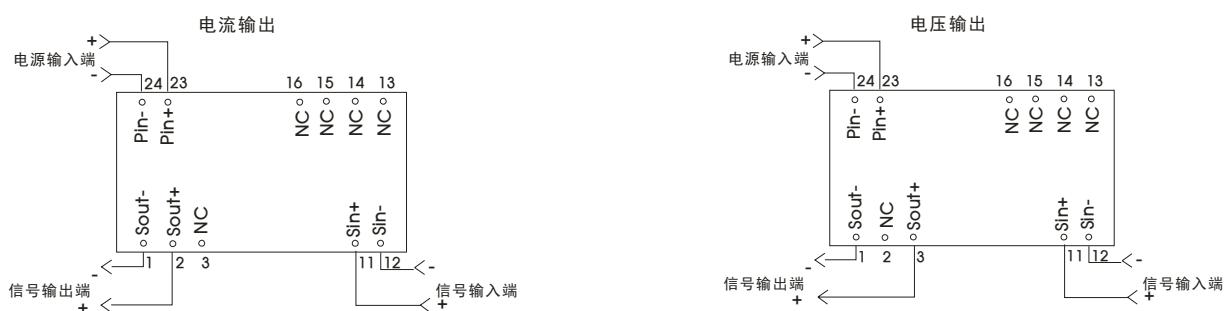 电流输出
+
电源输入端
-
24 23 16 15 14 13
Pin- Pin+ NC NC NC NC
Sout- Sout+ NC Sin+ Sin-
1 2 3 11 12
- -
信号输出端 信号输入端
+ +
电压输出
+
电源输入端
-
24 23 16 15 14 13
Pin- Pin+ NC NC NC NC
Sout- NC Sout+ Sin+ Sin-
1 2 3 11 12
- -
信号输出端 信号输入端
+ +